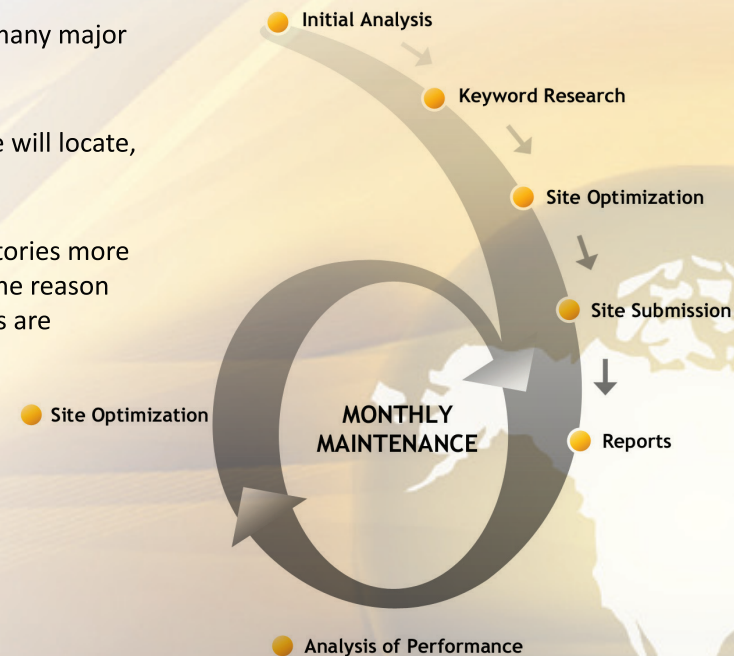 many major
e will locate,
tories more
he reason
s are
Initial Analysis
Keyword Research
Site Optimization
Site Submission
Reports
MONTHLY
MAINTENANCE
Site Optimization
Analysis of Performance